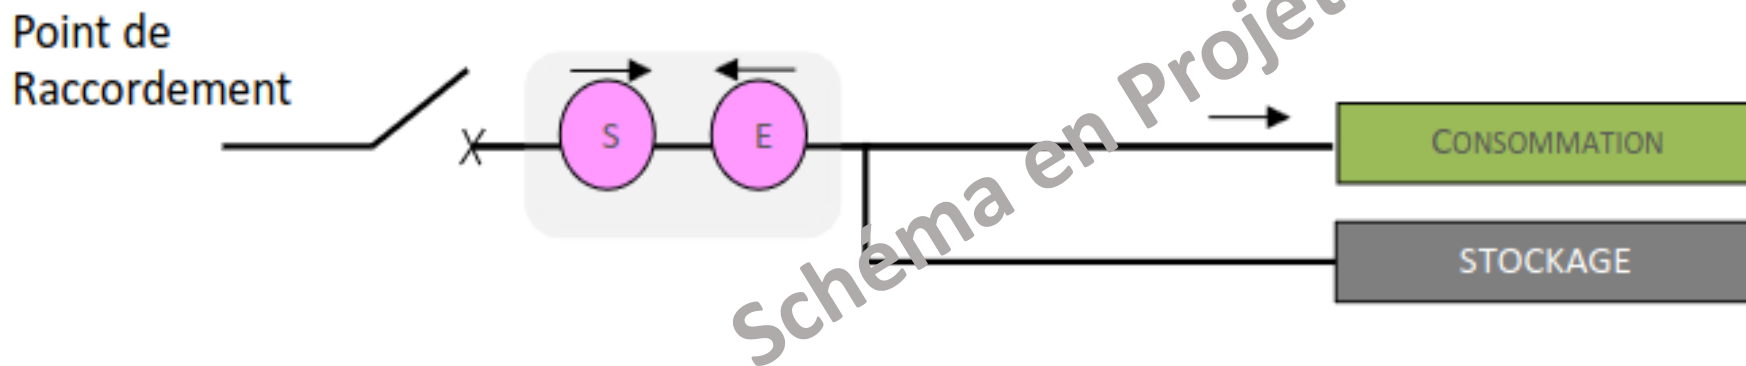 Point de
Raccordement
S
E
CONSOMMATION
STOCKAGE
Schéma en Projet